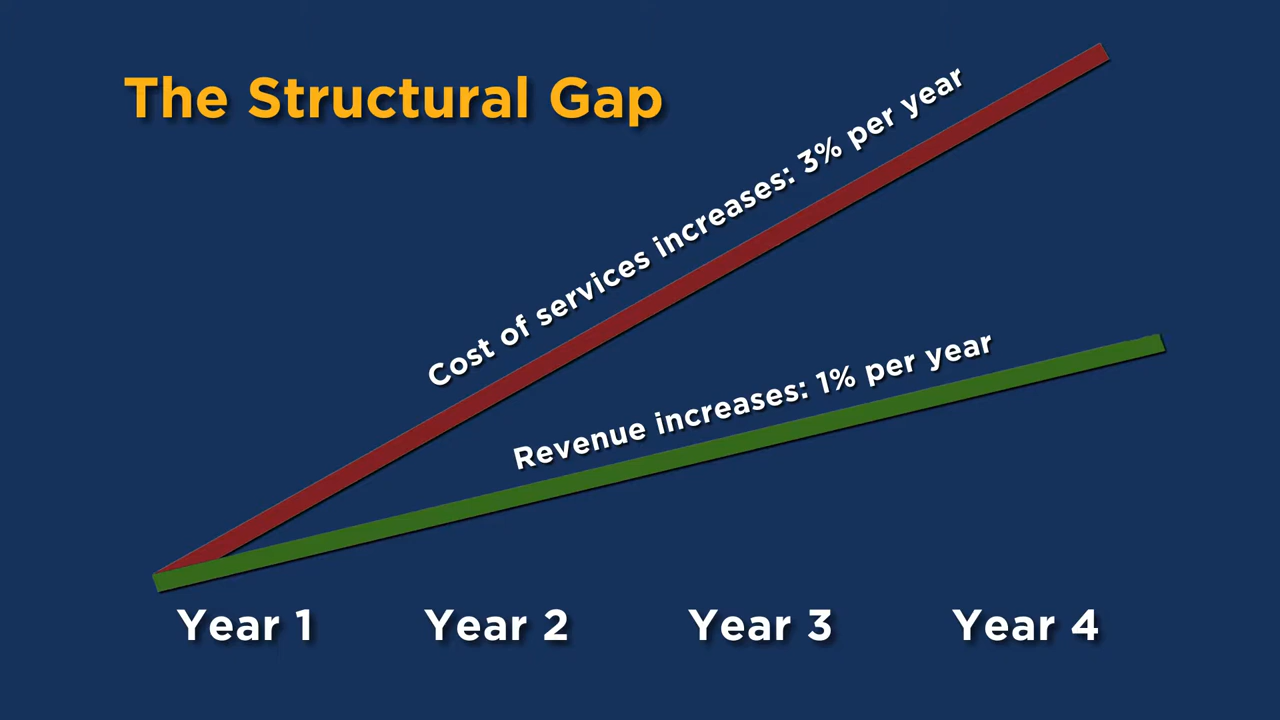 The Structural Gap
Cost of services increases: 3% per year
Revenue increases: 1% per year
Year 1
Year 2
Year 3
Year 4